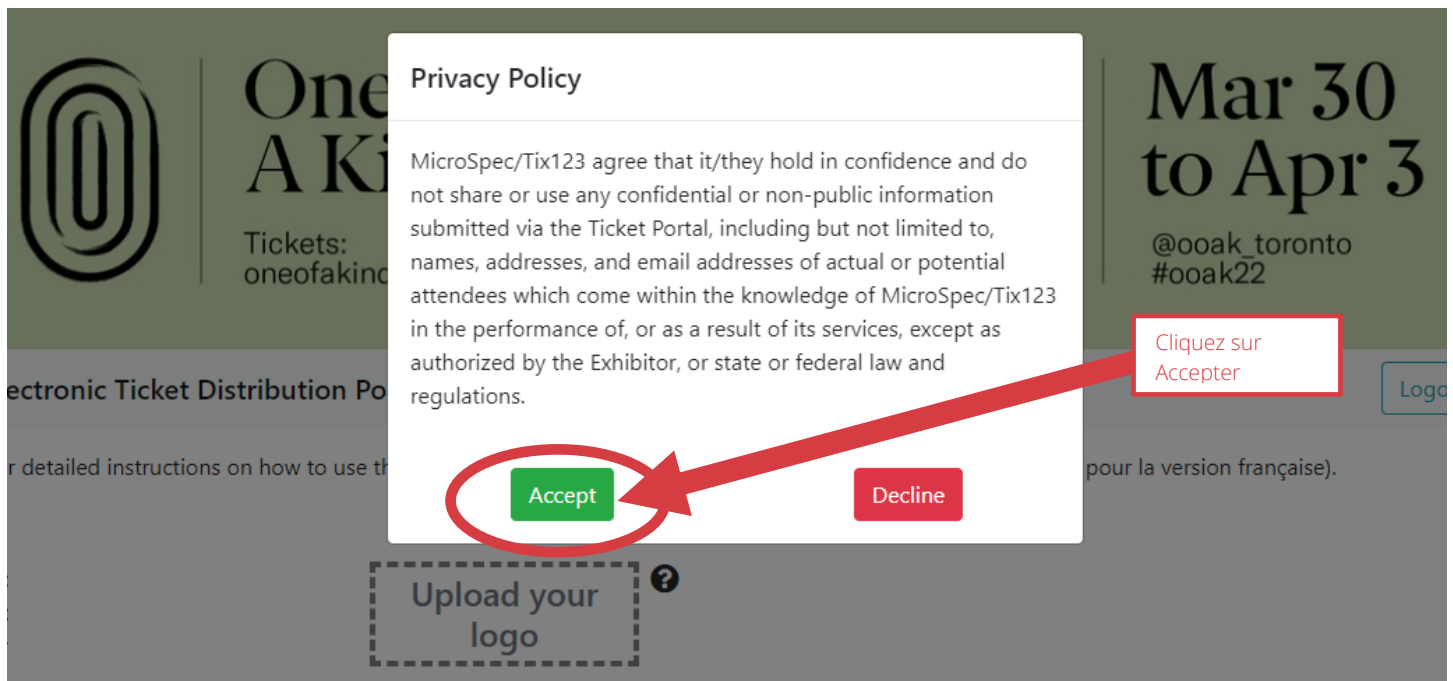 One
A Ki
Tickets:
oneofakind
Privacy Policy
MicroSpec/Tix123 agree that it/they hold in confidence and do
not share or use any confidential or non-public information
submitted via the Ticket Portal, including but not limited to,
names, addresses, and email addresses of actual or potential
attendees which come within the knowledge of MicroSpec/Tix123
in the performance of, or as a result of its services, except as
authorized by the Exhibitor, or state or federal law and
regulations.
Accept
Decline
Mar 30
to Apr 3
@ooak_toronto
#ooak22
Cliquez sur
Accepter
ectronic Ticket Distribution Po
Logo
r detailed instructions on how to use th
pour la version française).
Upload your
logo